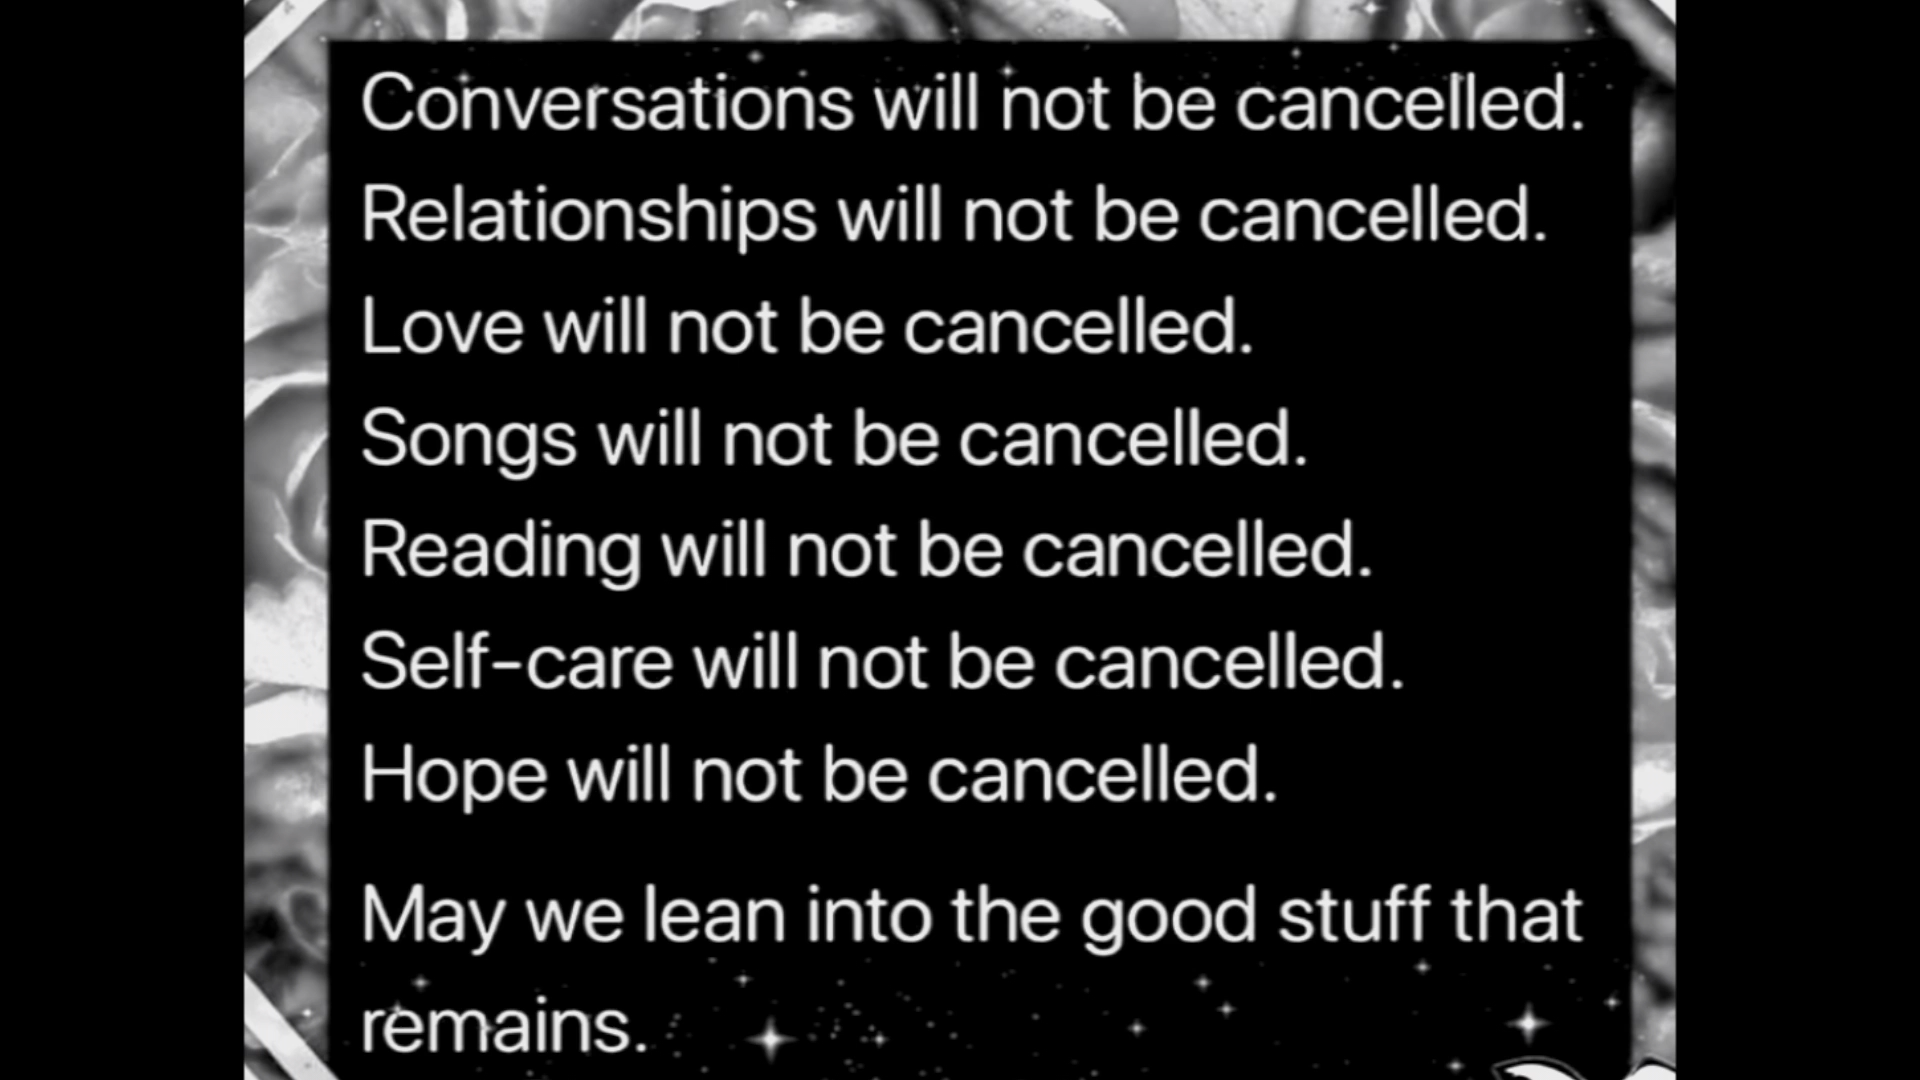 Conversations will not be cancelled.
Relationships will not be cancelled.
Love will not be cancelled.
Songs will not be cancelled.
Reading will not be cancelled.
Self-care will not be cancelled.
Hope will not be cancelled.
May we lean into the good stuff that
remains.